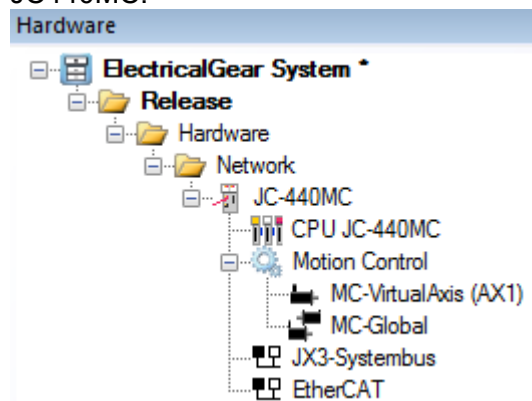 Hardware
ElectricalGear System *
Release
Hardware
Network
JC-440MC
CPU JC-440MC
Motion Control
MC-VirtualAxis (AX1)
MC-Global
JX3-Systembus
EtherCAT